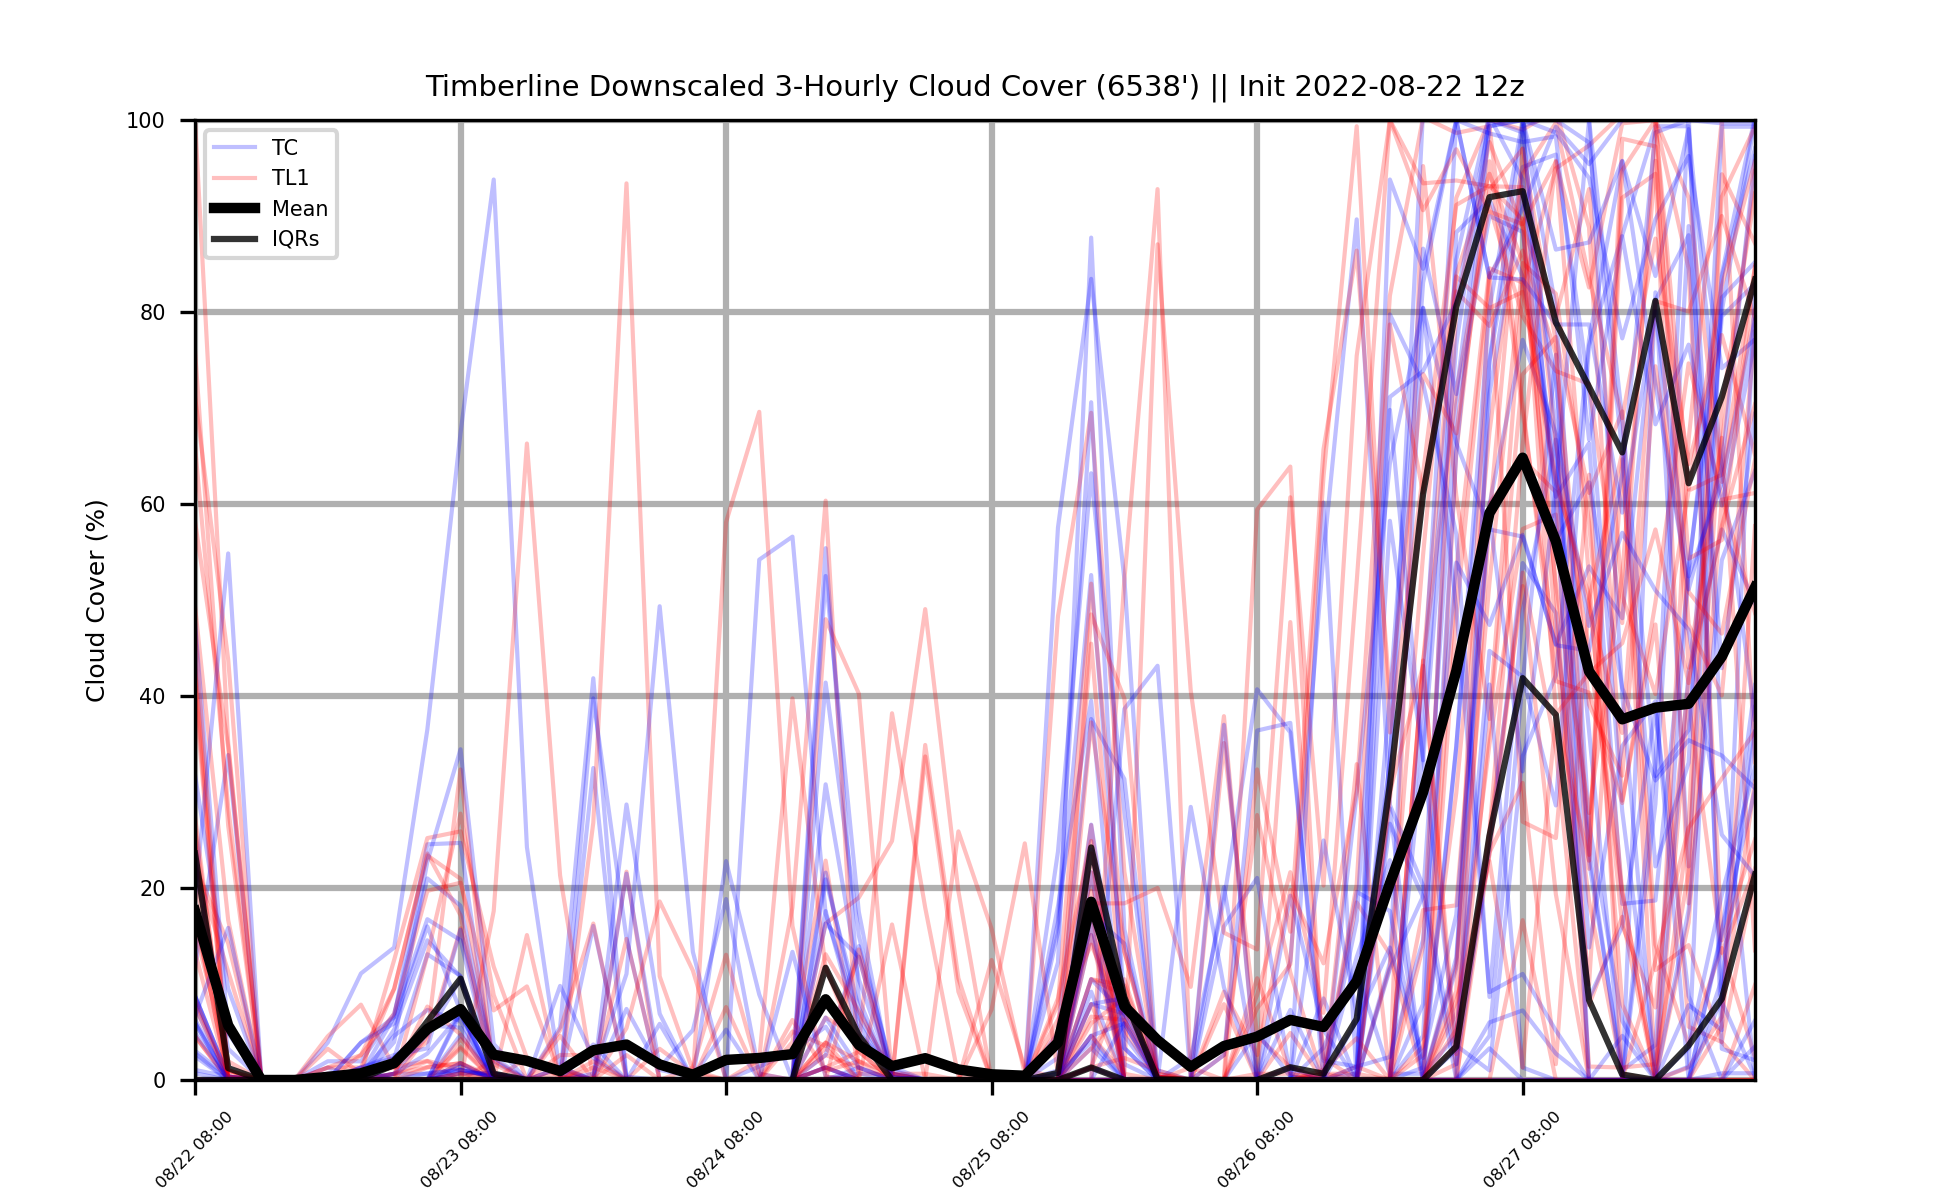 Timberline Downscaled 3-Hourly Cloud Cover (6538') || Init 2022-08-22 12z
Cloud Cover (%)
100
80
60
40
20
0
TC
TL1
Mean
IQRs
08/22 08:00
08/23 08:00
08/24 08:00
08/25 08:00
08/26 08:00
08/27 08:00